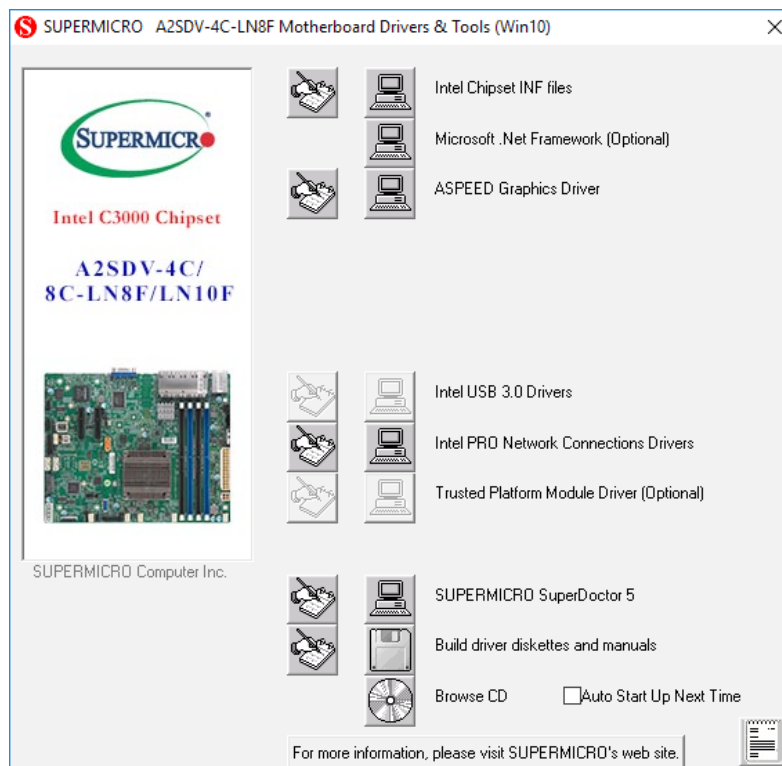 SUPERMICRO A2SDV-4C-LN8F Motherboard Drivers & Tools (Win10)
SUPERMICR
Intel C3000 Chipset
A2SDV-4C/
8C-LN8F/LN10F
SUPERMICRO Computer Inc.
Intel Chipset INF files
Microsoft .Net Framework (Optional)
ASPEED Graphics Driver
Intel USB 3.0 Drivers
Intel PRO Network Connections Drivers
Trusted Platform Module Driver (Optional)
SUPERMICRO SuperDoctor 5
Build driver diskettes and manuals
Browse CD
Auto Start Up Next Time
For more information, please visit SUPERMICRO's web site.